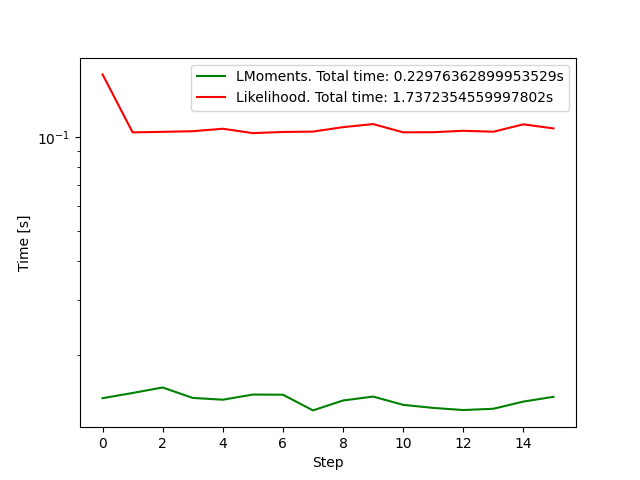 LMoments. Total time: 0.22976362899953529s
Likelihood. Total time: 1.7372354559997802s
10⁻¹
Time [s]
0 2 4 6 8 10 12 14
Step